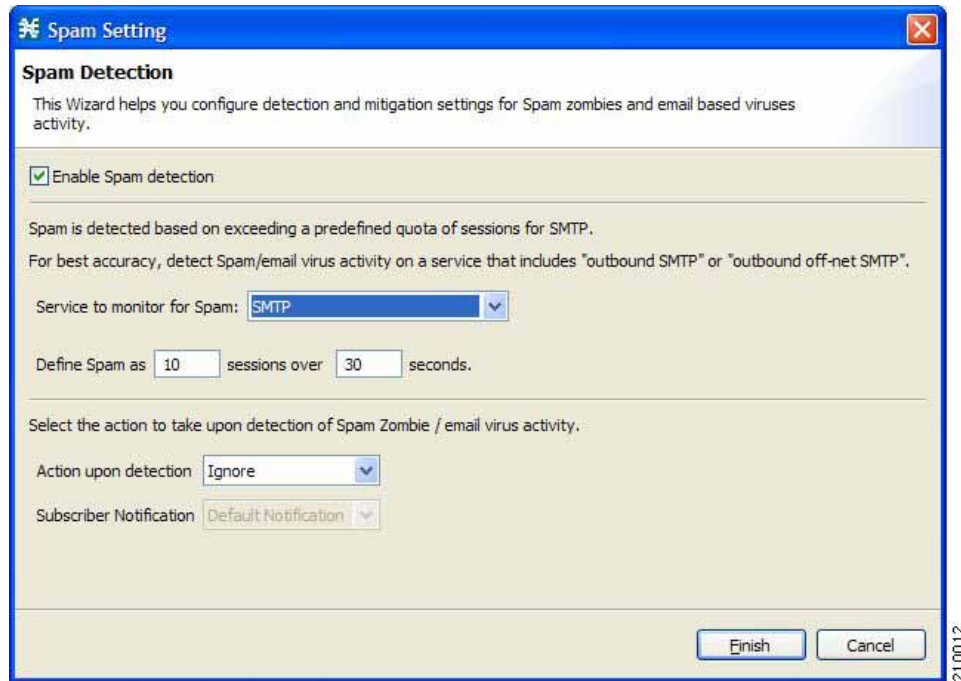 Spam Setting
Spam Detection
This Wizard helps you configure detection and mitigation settings for Spam zombies and email based viruses
activity.
Enable Spam detection
Spam is detected based on exceeding a predefined quota of sessions for SMTP.
For best accuracy, detect Spam/email virus activity on a service that includes "outbound SMTP" or "outbound off-net SMTP".
Service to monitor for Spam: SMTP
Define Spam as 10 sessions over 30 seconds.
Select the action to take upon detection of Spam Zombie / email virus activity.
Action upon detection Ignore
Subscriber Notification Default Notification
Finish Cancel
210012